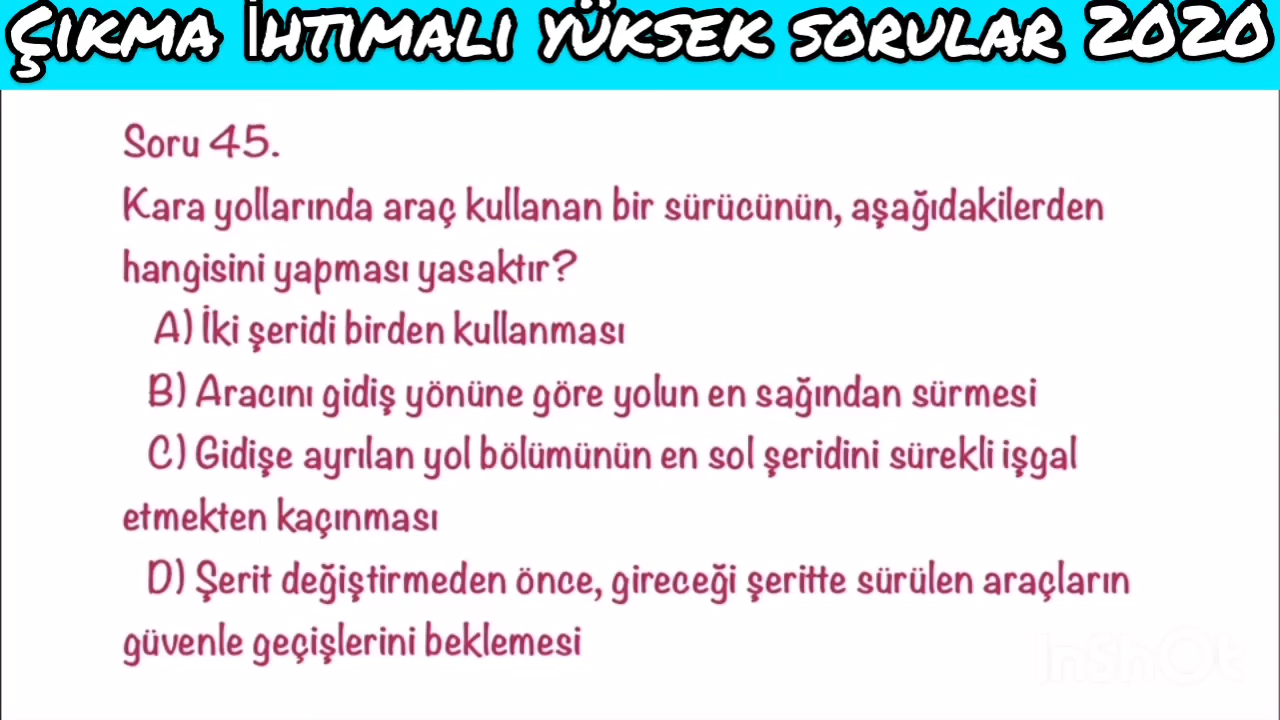 Çıkma İhtimali yüksek sorular 2020
Soru 45.
Kara yollarında araç kullanan bir sürücünün, aşağıdakilerden
hangisini yapması yasaktır?
A) İki şeridi birden kullanması
B) Aracını gidiş yönüne göre yolun en sağından sürmesi
C) Gidişe ayrılan yol bölümünün en sol şeridini sürekli işgal
etmekten kaçınması
D) Şerit değiştirmeden önce, gireceği şeritte sürülen araçların
güvenle geçişlerini beklemesi
InShOt